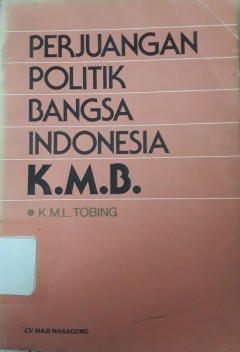 PERJUANGAN
POLITIK
BANGSA
INDONESIA
K.M.B.
K.M.L. TOBING
CV HAJI MASAGUNG